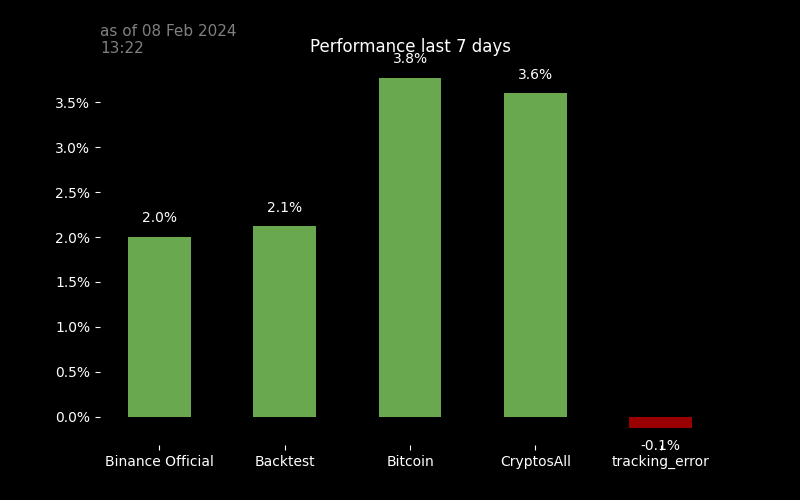 as of 08 Feb 2024
13:22
Performance last 7 days
3.8%
3.6%
3.5%
3.0%
2.5%
2.1%
2.0%
2.0%
1.5%
1.0%
0.5%
0.0%
-0.1%
Binance Official
Backtest
Bitcoin
CryptosAll
tracking_error